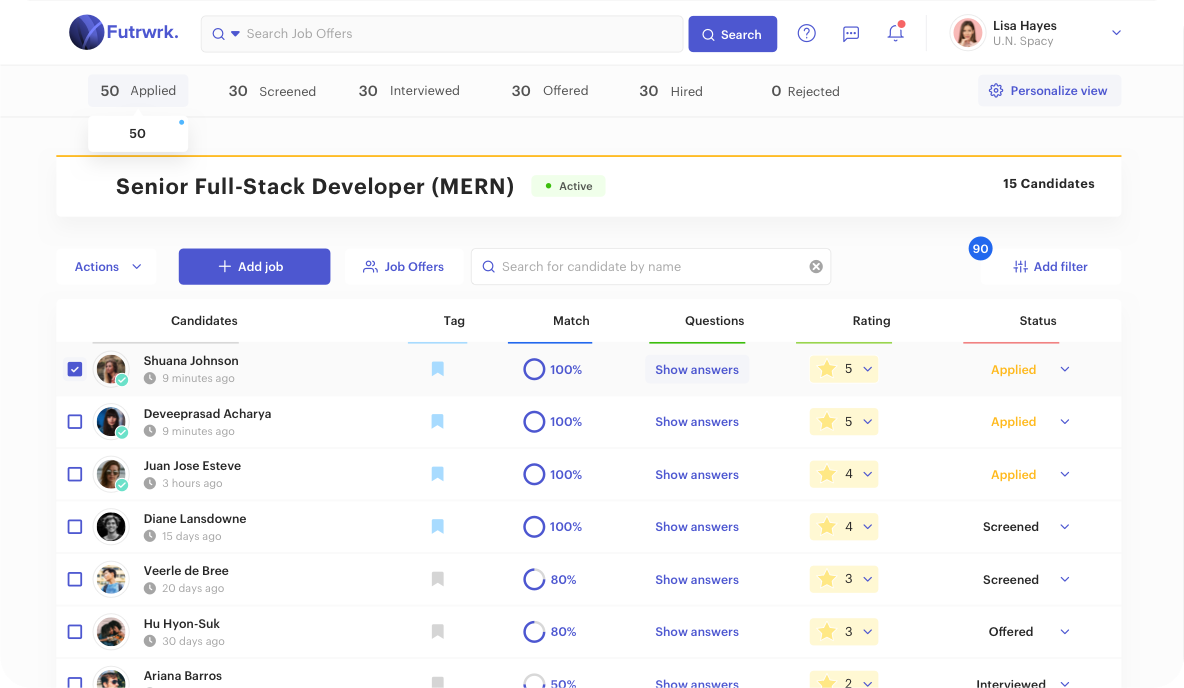 Futrwrk.
Search Job Offers
Search
Lisa Hayes
U.N. Spacy
50 Applied
30 Screened
30 Interviewed
30 Offered
30 Hired
0 Rejected
Personalize view
50
Senior Full-Stack Developer (MERN)
Active
15 Candidates
Actions
Add job
Job Offers
Search for candidate by name
90
Add filter
Candidates Tag Match Questions Rating Status
Shuana Johnson
9 minutes ago
100% Show answers 5 Applied
Deveeprasad Acharya
9 minutes ago
100% Show answers 5 Applied
Juan Jose Esteve
3 hours ago
100% Show answers 4 Applied
Diane Lansdowne
15 days ago
100% Show answers 4 Screened
Veerle de Bree
20 days ago
80% Show answers 3 Screened
Hu Hyon-Suk
30 days ago
80% Show answers 3 Offered
Ariana Barros
50% Show answers 2 Interviewed